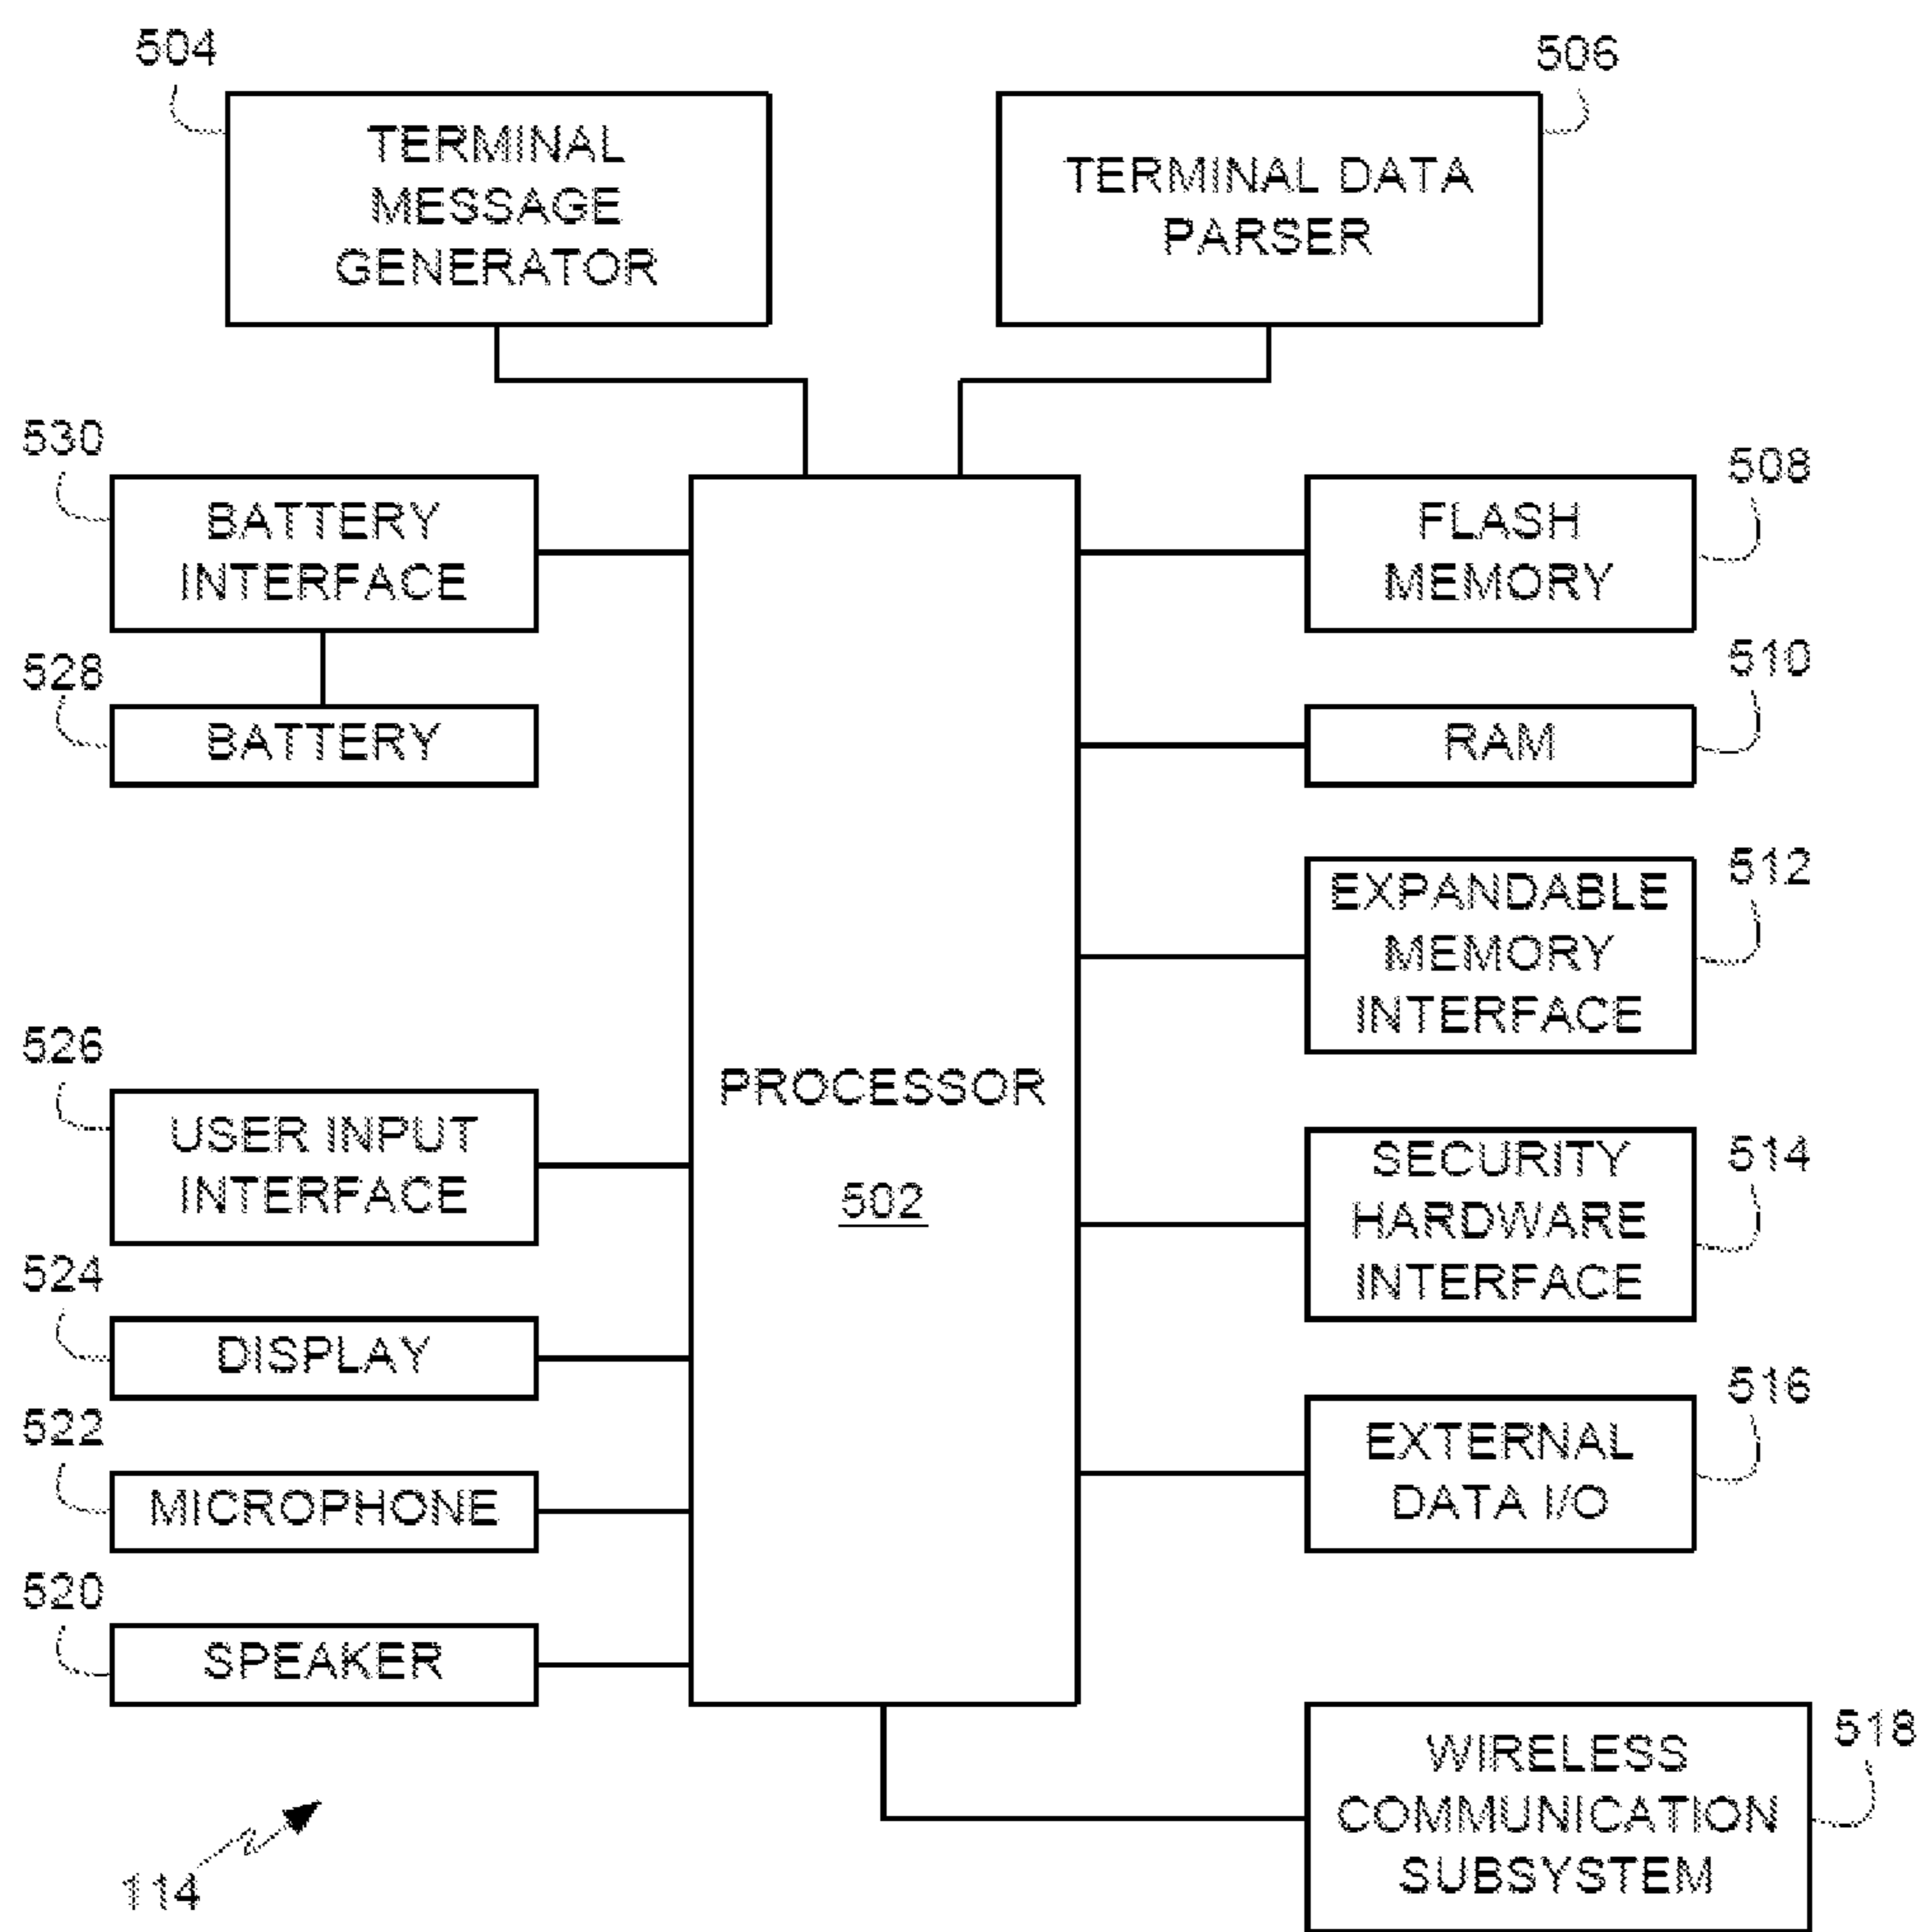 504
TERMINAL
MESSAGE
GENERATOR
506
TERMINAL DATA
PARSER
530
BATTERY
INTERFACE
528
BATTERY
526
USER INPUT
INTERFACE
524
DISPLAY
522
MICROPHONE
520
SPEAKER
PROCESSOR
502
508
FLASH
MEMORY
510
RAM
512
EXPANDABLE
MEMORY
INTERFACE
514
SECURITY
HARDWARE
INTERFACE
516
EXTERNAL
DATA I/O
518
WIRELESS
COMMUNICATION
SUBSYSTEM
114